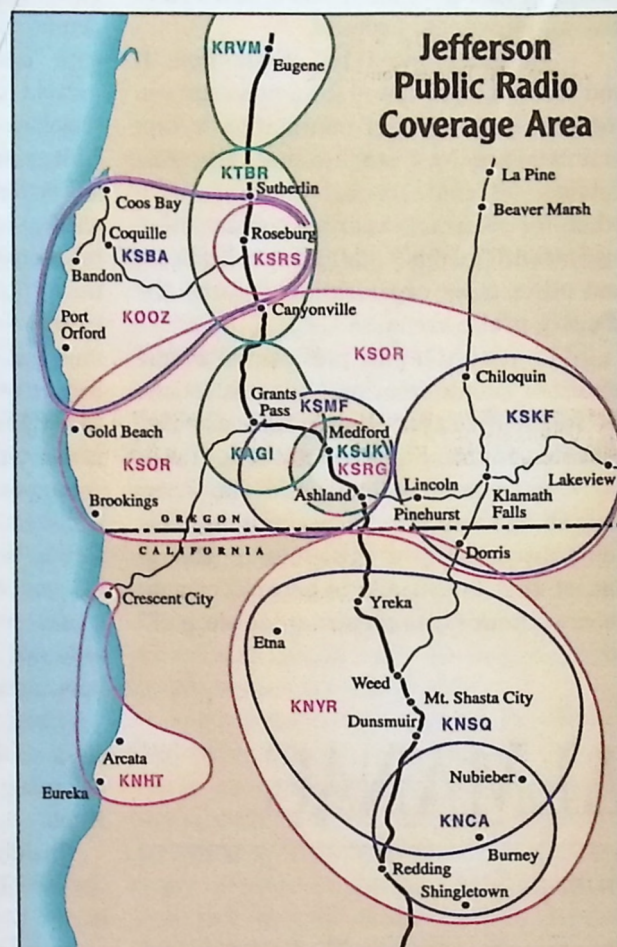 Jefferson
Public Radio
Coverage Area
KRVM
Eugene
KTBR
Sutherlin
La Pine
Beaver Marsh
Coos Bay
Coquille
KSBA
Bandon
Roseburg
KSRS
Port
Orford
KOOZ
Canyonville
KSOR
Chiloquin
Grants
Pass
KSMF
KSKF
Gold Beach
Medford
KAGI
KSJK
KSOR
KSRG
Lakeview
Ashland
Lincoln
Klamath
Falls
Pinehurst
Brookings
OREGON
CALIFORNIA
Dorris
Crescent City
Yreka
Etna
Weed
KNYR
Mt. Shasta City
Dunsmuir
KNSQ
Arcata
Eureka
KNHT
Nubieber
KNCA
Burney
Redding
Shingletown